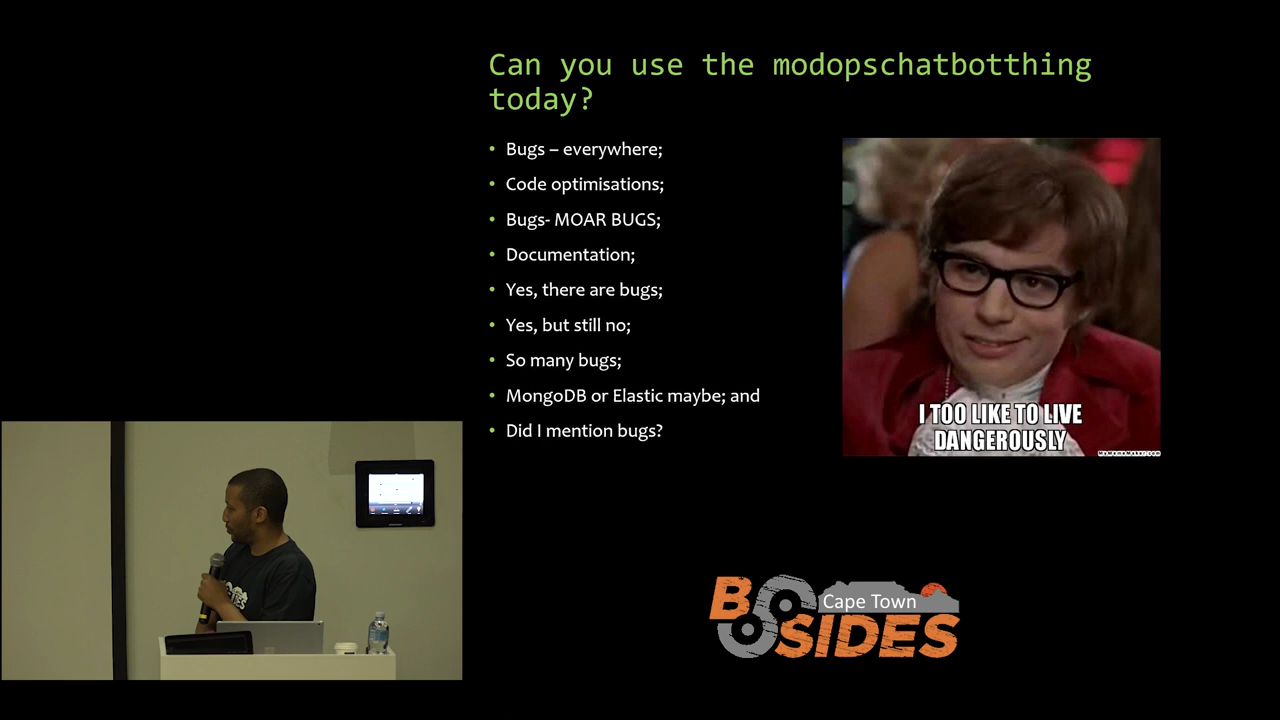 Can you use the modopschatbotthing
today?
• Bugs – everywhere;
• Code optimisations;
• Bugs- MOAR BUGS;
• Documentation;
• Yes, there are bugs;
• Yes, but still no;
• So many bugs;
• MongoDB or Elastic maybe; and
• Did I mention bugs?
I TOO LIKE TO LIVE
DANGEROUSLY
Cape Town
BSIDES